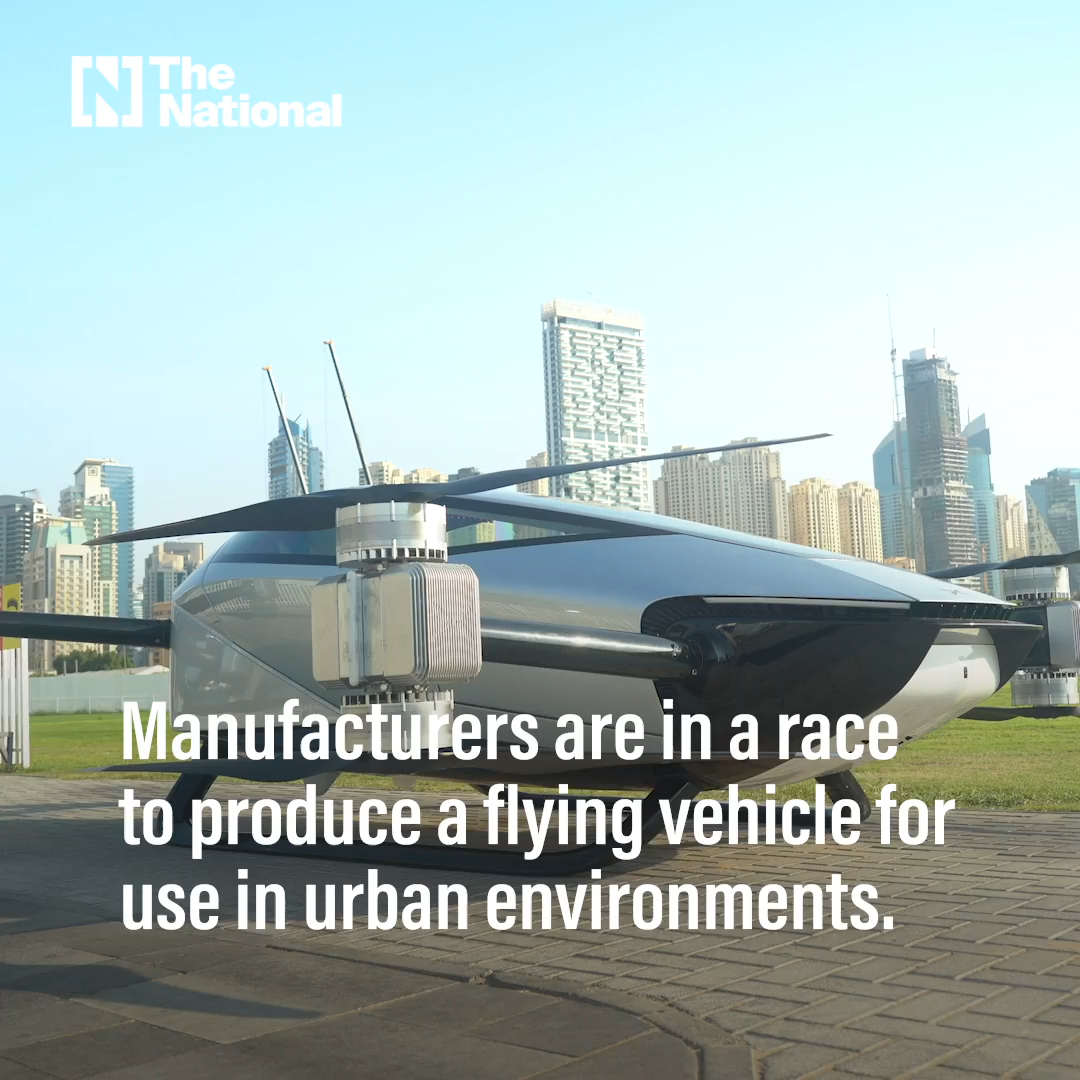 The
National
Manufacturers are in a race
to produce a flying vehicle for
use in urban environments.